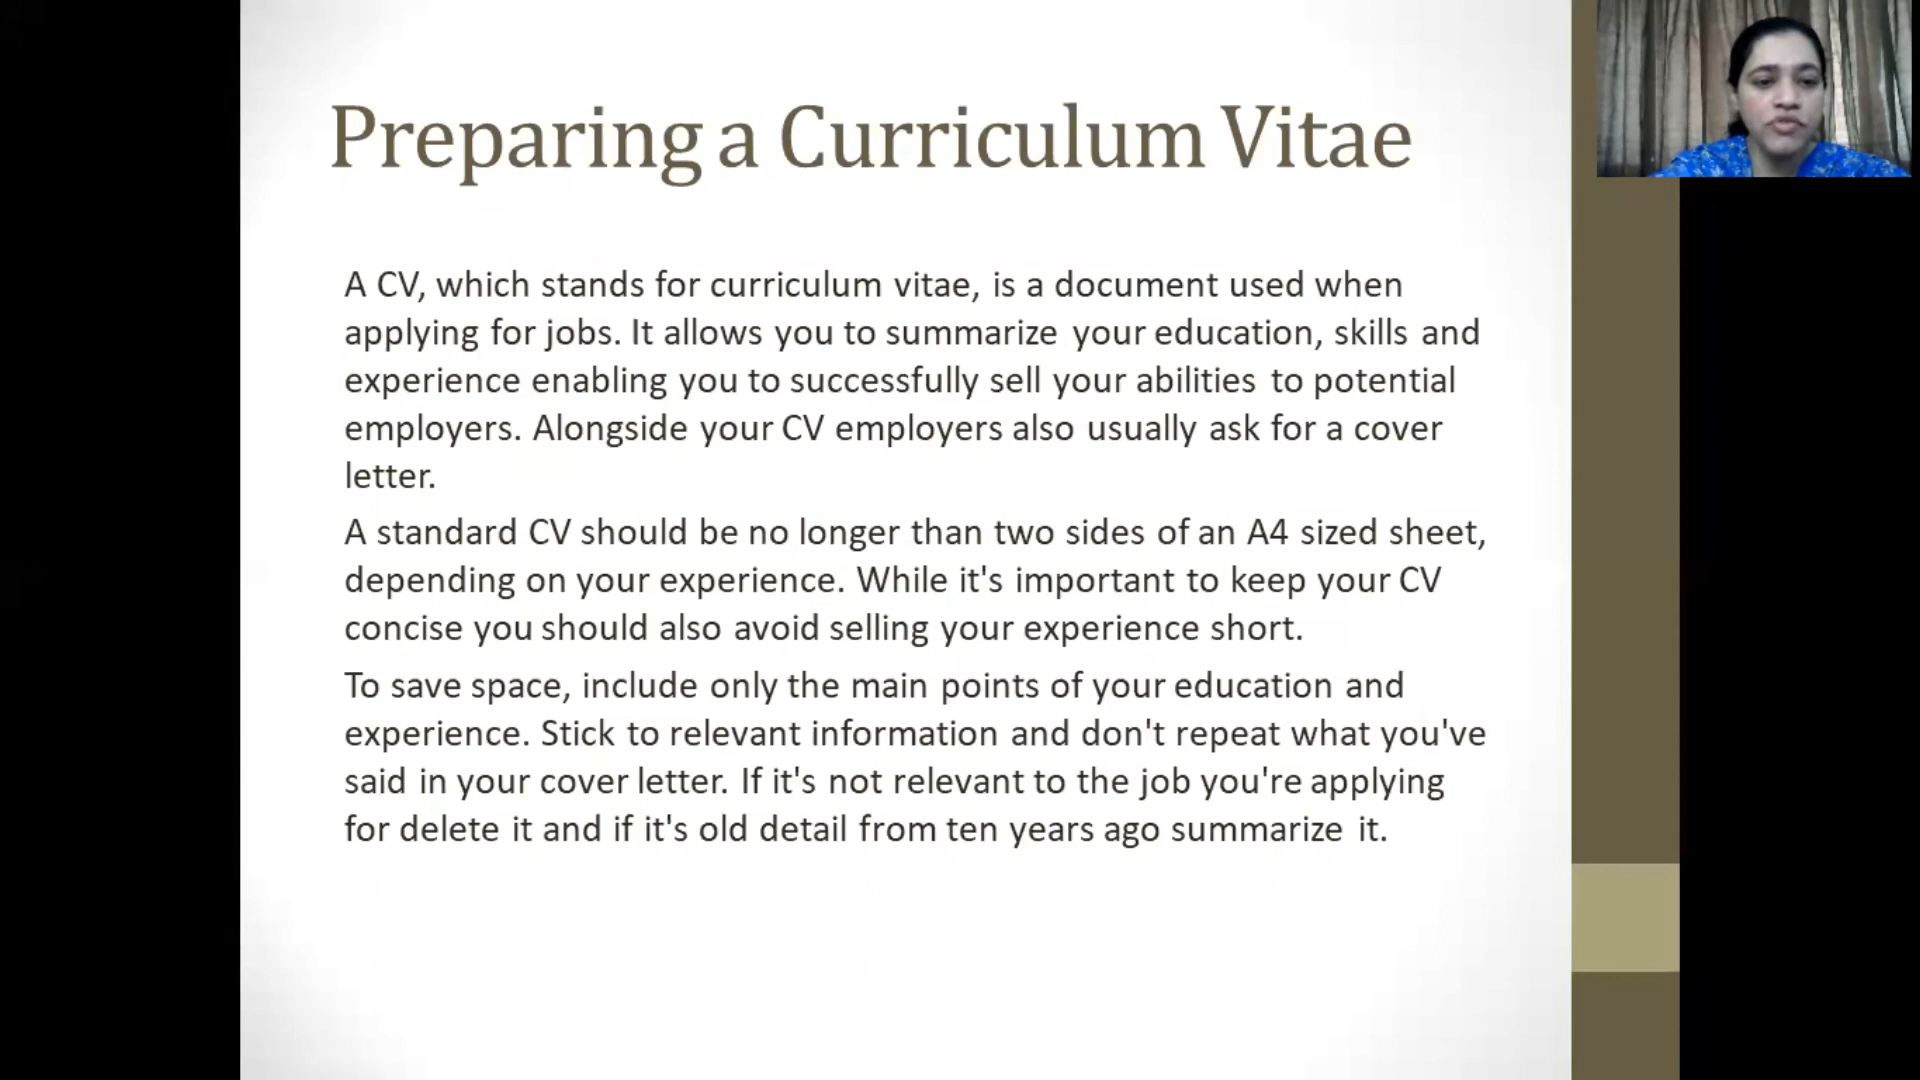 Preparing a Curriculum Vitae
A CV, which stands for curriculum vitae, is a document used when
applying for jobs. It allows you to summarize your education, skills and
experience enabling you to successfully sell your abilities to potential
employers. Alongside your CV employers also usually ask for a cover
letter.
A standard CV should be no longer than two sides of an A4 sized sheet,
depending on your experience. While it's important to keep your CV
concise you should also avoid selling your experience short.
To save space, include only the main points of your education and
experience. Stick to relevant information and don't repeat what you've
said in your cover letter. If it's not relevant to the job you're applying
for delete it and if it's old detail from ten years ago summarize it.